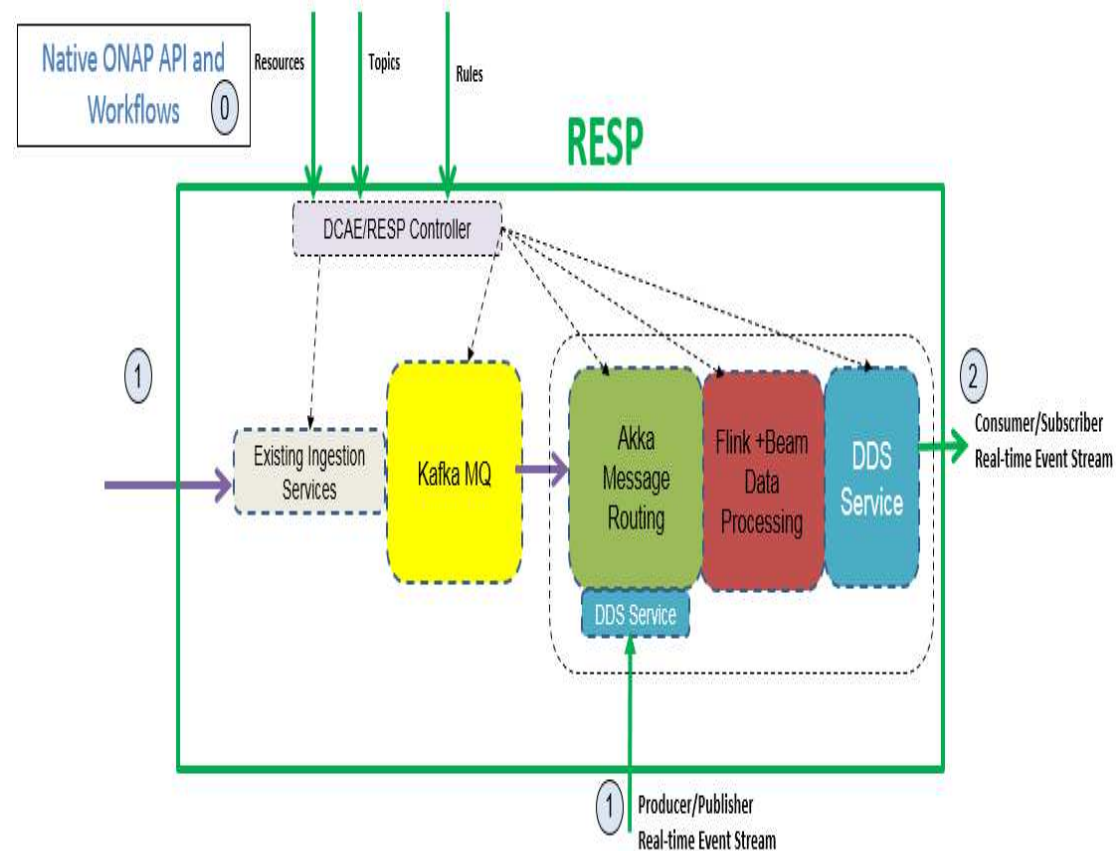 Native ONAP API and
Workflows
0
Resources
Topics
Rules
RESP
DCAE/RESP Controller
1
Existing Ingestion
Services
Kafka MQ
Akka
Message
Routing
Flink +Beam
Data
Processing
DDS
Service
DDS Service
2
Consumer/Subscriber
Real-time Event Stream
1
Producer/Publisher
Real-time Event Stream